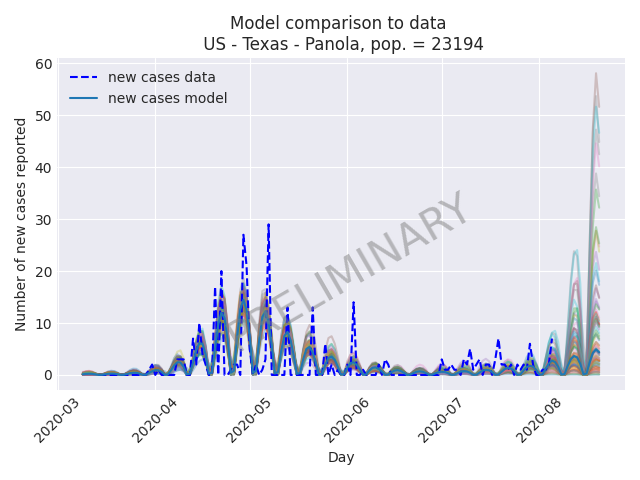 Model comparison to data
US - Texas - Panola, pop. = 23194
new cases data
new cases model
Number of new cases reported
60
50
40
30
20
10
0
PRELIMINARY
2020-03
2020-04
2020-05
2020-06
2020-07
2020-08
Day